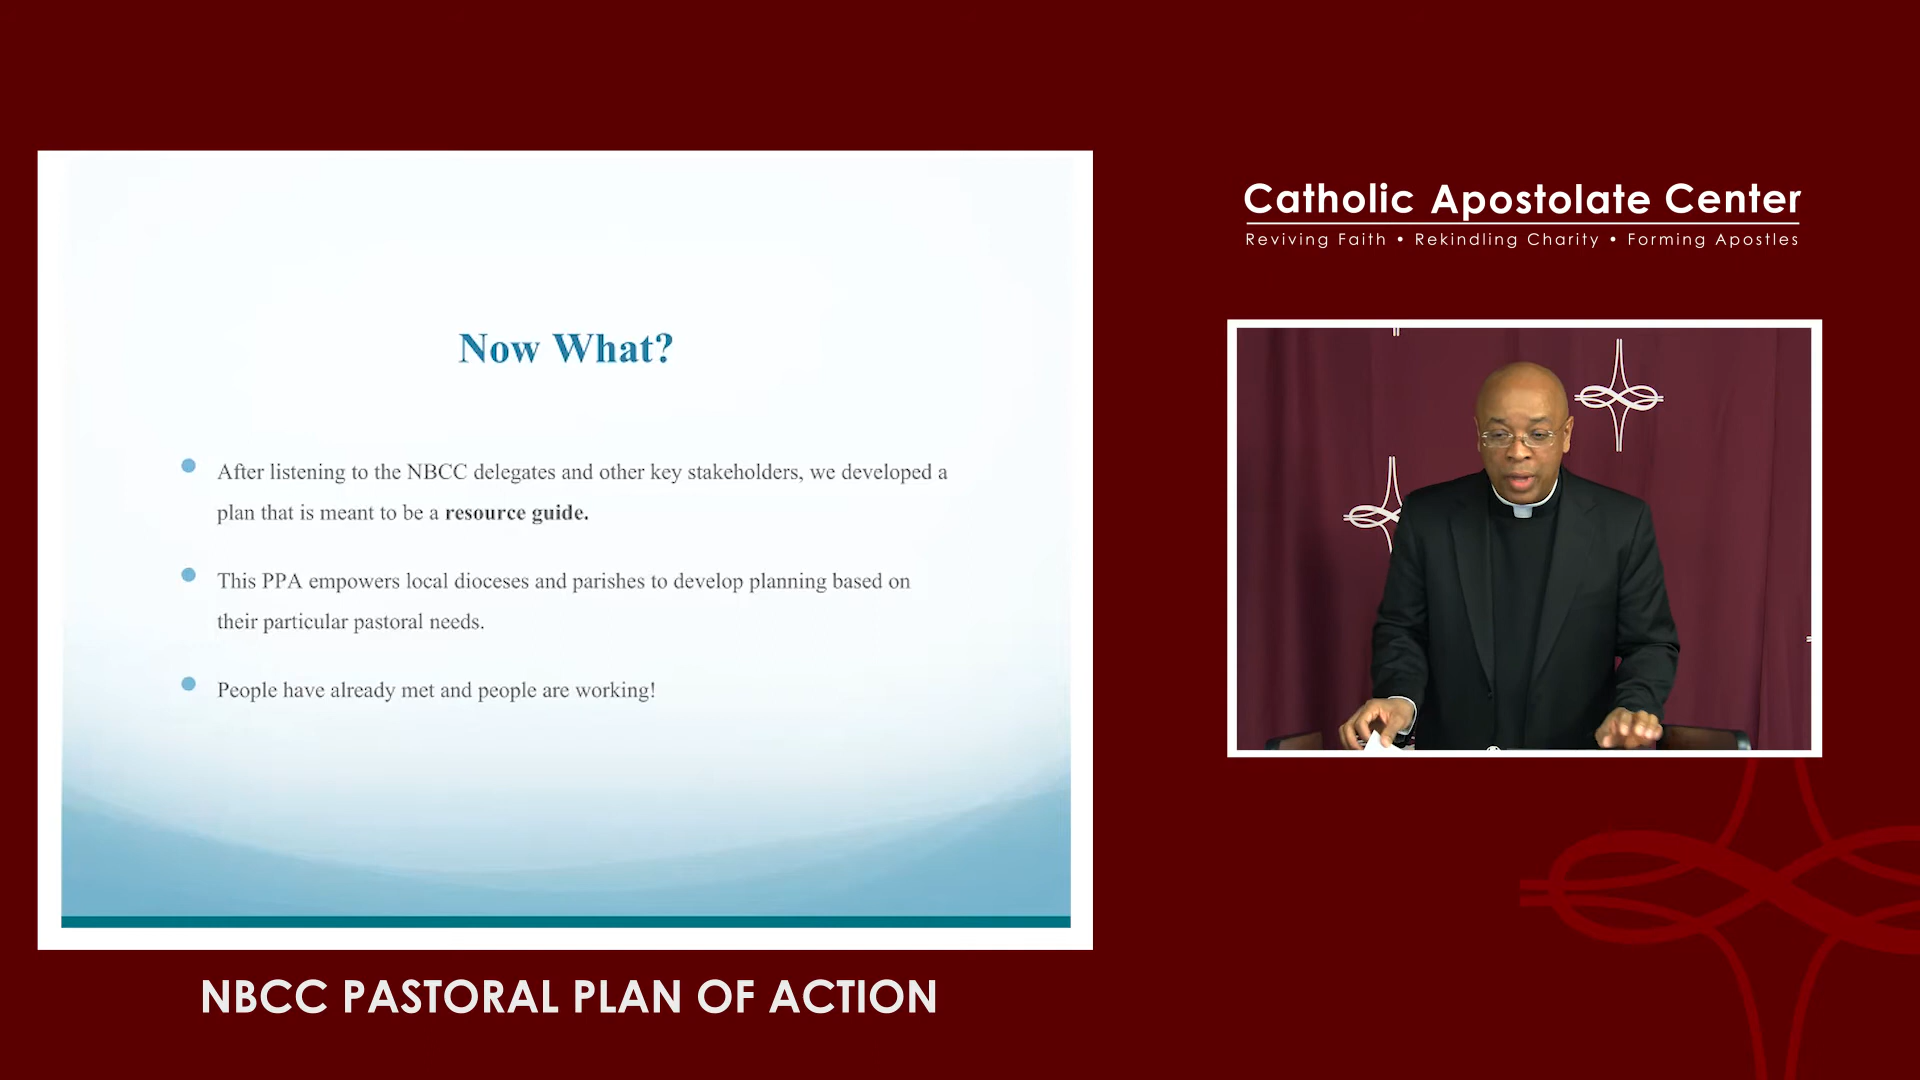 Now What?
After listening to the NBCC delegates and other key stakeholders, we developed a
plan that is meant to be a resource guide.
This PPA empowers local dioceses and parishes to develop planning based on
their particular pastoral needs.
People have already met and people are working!
NBCC PASTORAL PLAN OF ACTION
Catholic Apostolate Center
Reviving Faith • Rekindling Charity • Forming Apostles